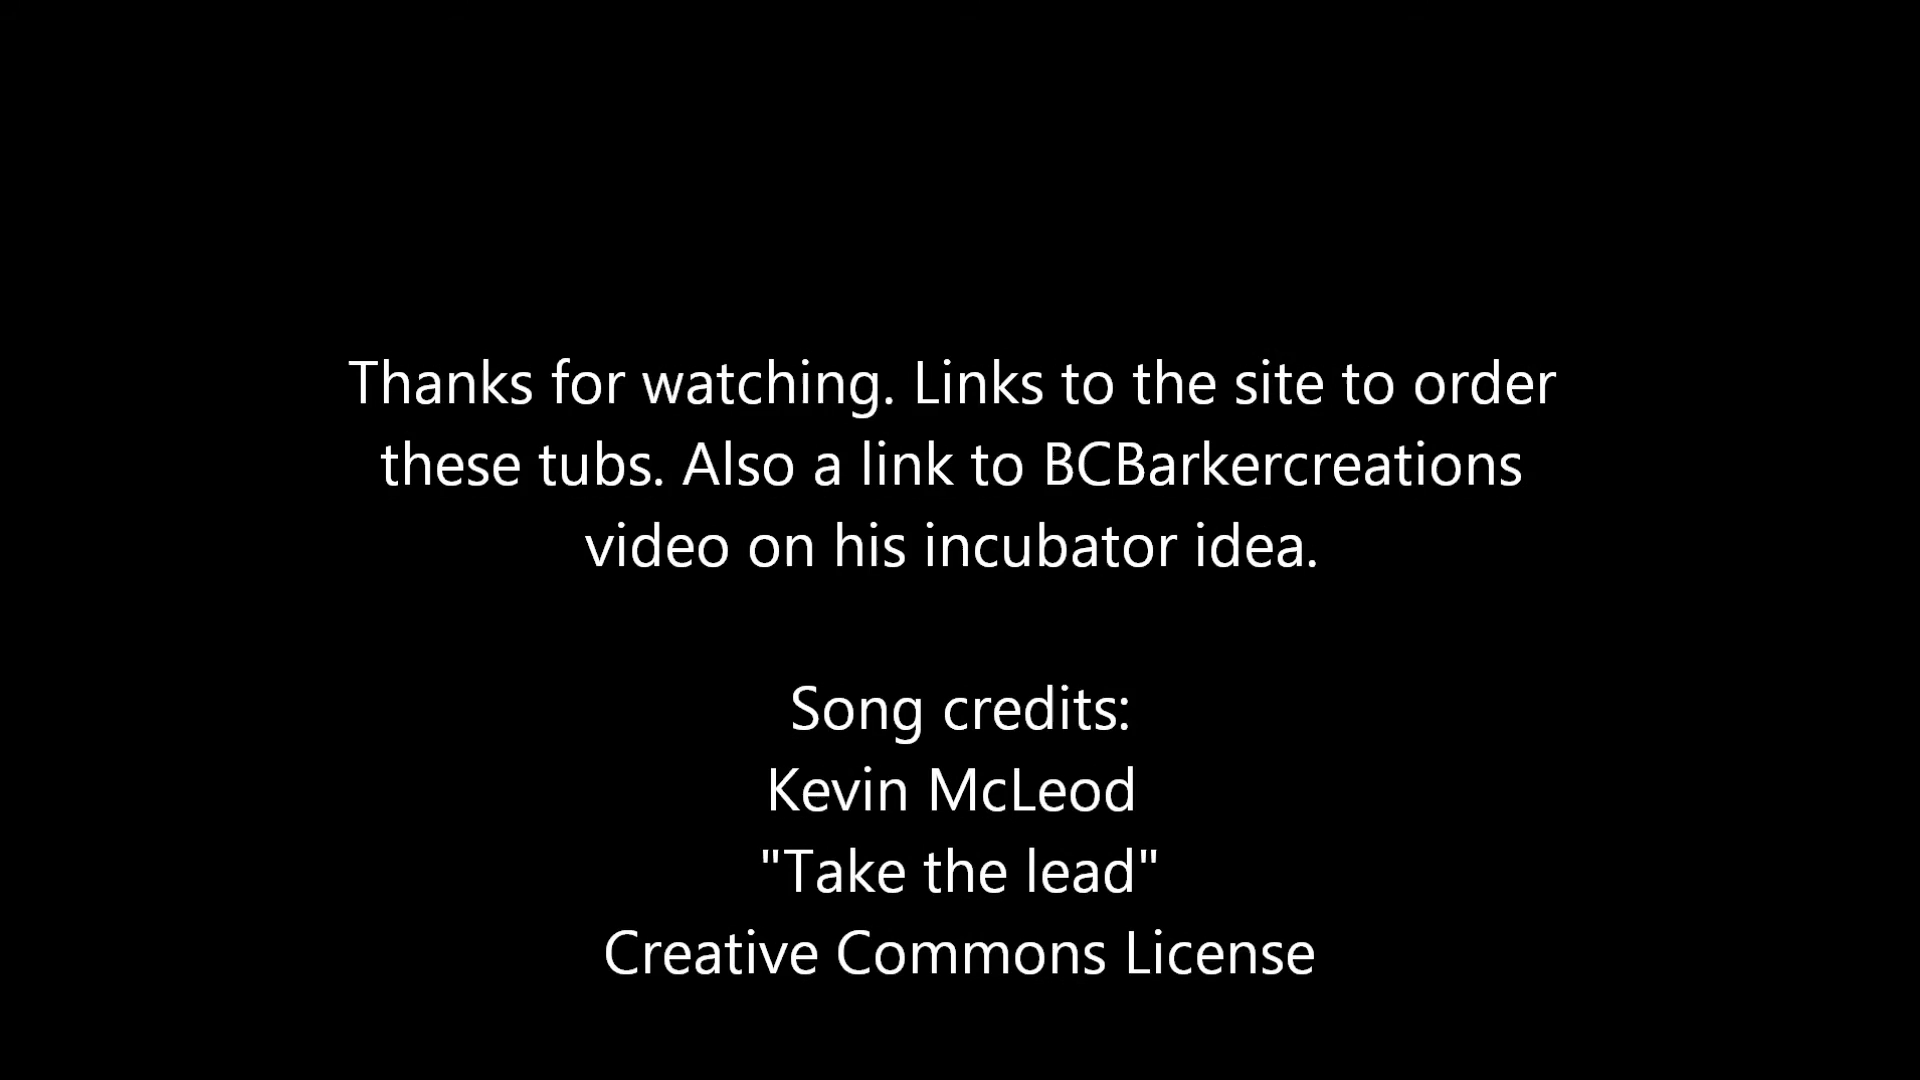 Thanks for watching. Links to the site to order
these tubs. Also a link to BCBarkercreations
video on his incubator idea.
Song credits:
Kevin McLeod
"Take the lead"
Creative Commons License